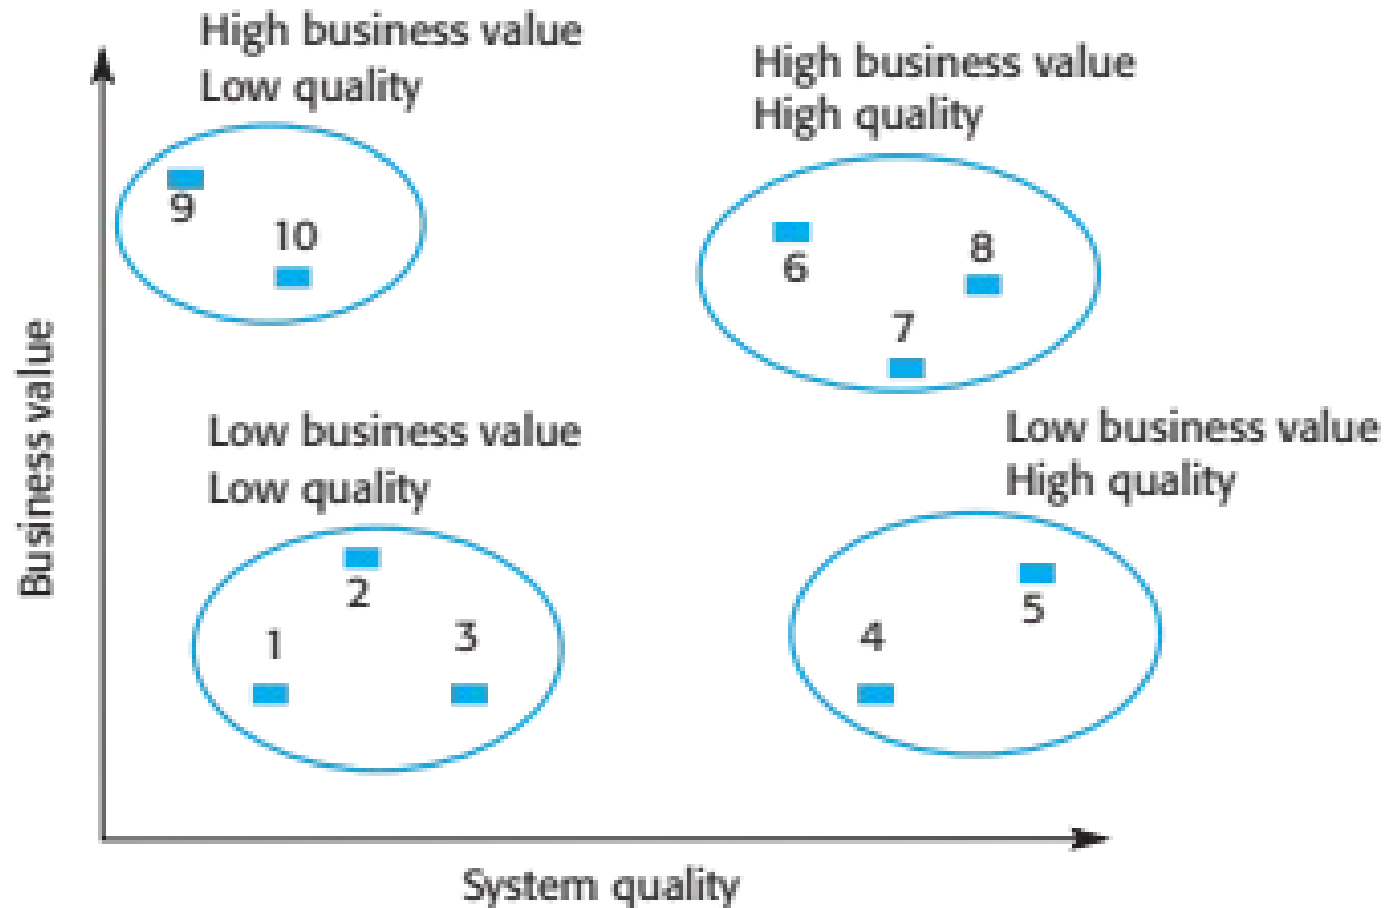 High business value
Low quality
High business value
High quality
9
10
6
8
7
Business value
Low business value
Low quality
Low business value
High quality
2
1
3
5
4
System quality